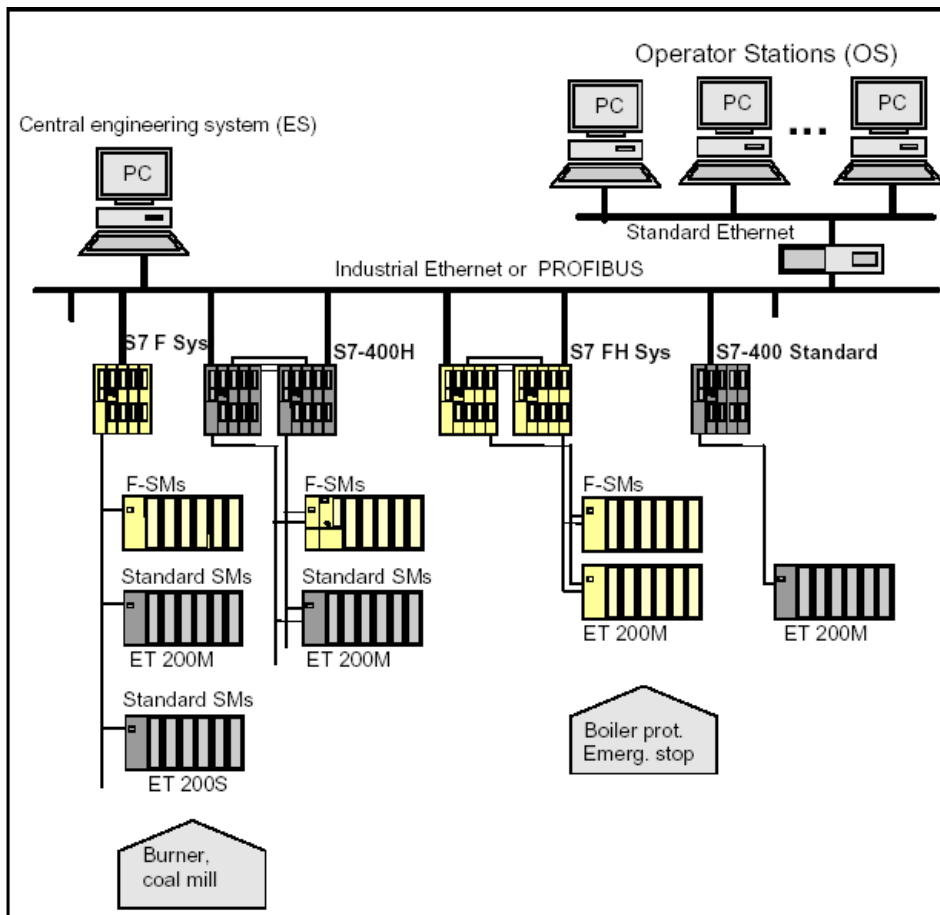 Operator Stations (OS)
PC
PC
...
PC
Central engineering system (ES)
PC
Standard Ethernet
Industrial Ethernet or PROFIBUS
S7 F Sys
S7-400H
S7 FH Sys
S7-400 Standard
F-SMs
F-SMs
F-SMs
Standard SMs
Standard SMs
ET 200M
ET 200M
ET 200M
ET 200M
Standard SMs
ET 200S
Boiler prot.
Emerg. stop
Burner,
coal mill